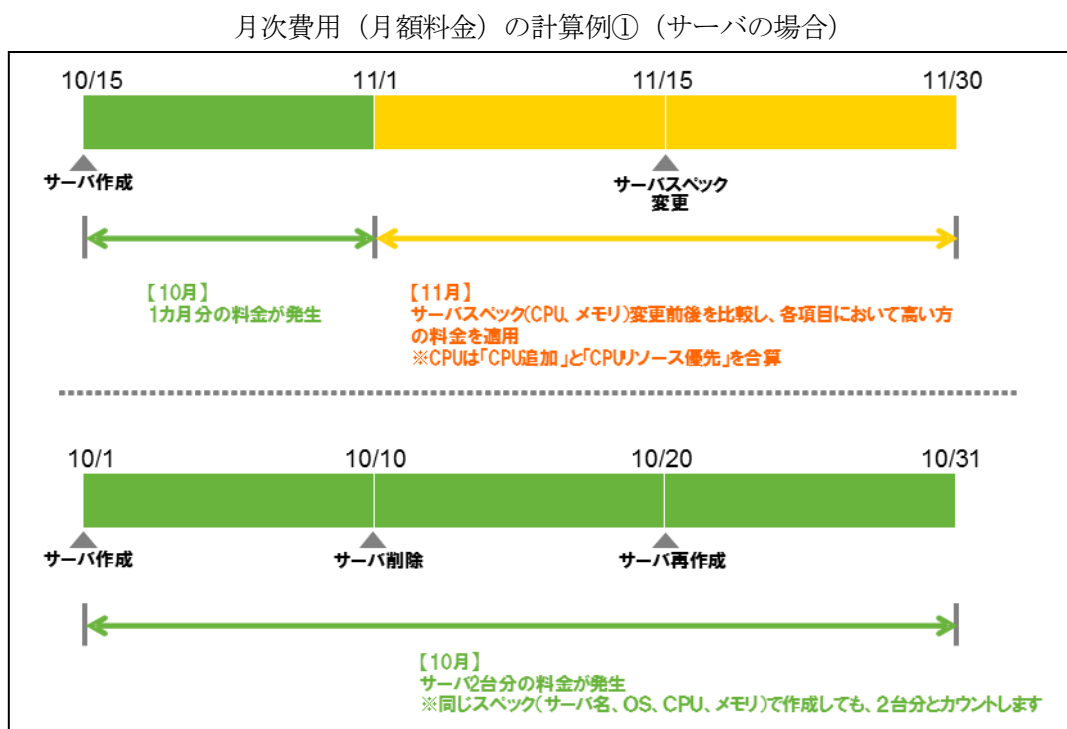 月次費用（月額料金）の計算例①（サーバの場合）
10/15 11/1 11/15 11/30
サーバ作成
サーバスペック
変更
【10月】
1カ月分の料金が発生
【11月】
サーバスペック(CPU、メモリ)変更前後を比較し、各項目において高い方
の料金を適用
※CPUは「CPU追加」と「CPUリソース優先」を合算
10/1 10/10 10/20 10/31
サーバ作成 サーバ削除 サーバ再作成
【10月】
サーバ2台分の料金が発生
※同じスペック(サーバ名、OS、CPU、メモリ)で作成しても、2台分とカウントします